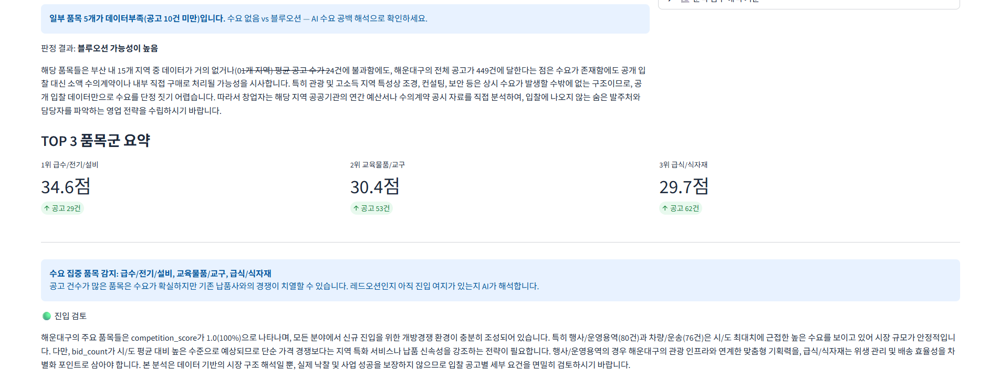 일부 품목 5개가 데이터부족(공고 10건 미만)입니다. 수요 없음 vs 블루오션 — AI 수요 공백 해석으로 확인하세요.
판정 결과: 블루오션 가능성이 높음
해당 품목들은 부산 내 15개 지역 중 데이터가 거의 없거나(01개 지역) 평균 공고 수가 24건에 불과함에도, 해운대구의 전체 공고가 449건에 달한다는 점은 수요가 존재함에도 공개 입
찰 대신 소액 수의계약이나 내부 직접 구매로 처리될 가능성을 시사합니다. 특히 관광 및 고소득 지역 특성상 조경, 컨설팅, 보안 등은 상시 수요가 발생할 수밖에 없는 구조이므로, 공
개 입찰 데이터만으로 수요를 단정 짓기 어렵습니다. 따라서 창업자는 해당 지역 공공기관의 연간 예산서나 수의계약 공시 자료를 직접 분석하여, 입찰에 나오지 않는 숨은 발주처와
담당자를 파악하는 영업 전략을 수립하시기 바랍니다.
TOP 3 품목군 요약
1위 급수/전기/설비
34.6점
↑ 공고 29건
2위 교육물품/교구
30.4점
↑ 공고 53건
3위 급식/식자재
29.7점
↑ 공고 62건
수요 집중 품목 감지: 급수/전기/설비, 교육물품/교구, 급식/식자재
공고 건수가 많은 품목은 수요가 확실하지만 기존 납품사와의 경쟁이 치열할 수 있습니다. 레드오션인지 아직 진입 여지가 있는지 AI가 해석합니다.
진입 검토
해운대구의 주요 품목들은 competition_score가 1.0(100%)으로 나타나며, 모든 분야에서 신규 진입을 위한 개방경쟁 환경이 충분히 조성되어 있습니다. 특히 행사/운영용역(80건)과 차량/운송(76건)은 시/도 최대치에 근접한 높은 수요를 보이고 있어 시장 규모가 안정적입니
다. 다만, bid_count가 시/도 평균 대비 높은 수준으로 예상되므로 단순 가격 경쟁보다는 지역 특화 서비스나 납품 신속성을 강조하는 전략이 필요합니다. 행사/운영용역의 경우 해운대구의 관광 인프라와 연계한 맞춤형 기획력을, 급식/식자재는 위생 관리 및 배송 효율성을 차
별화 포인트로 삼아야 합니다. 본 분석은 데이터 기반의 시장 구조 해석일 뿐, 실제 낙찰 및 사업 성공을 보장하지 않으므로 입찰 공고별 세부 요건을 면밀히 검토하시기 바랍니다.